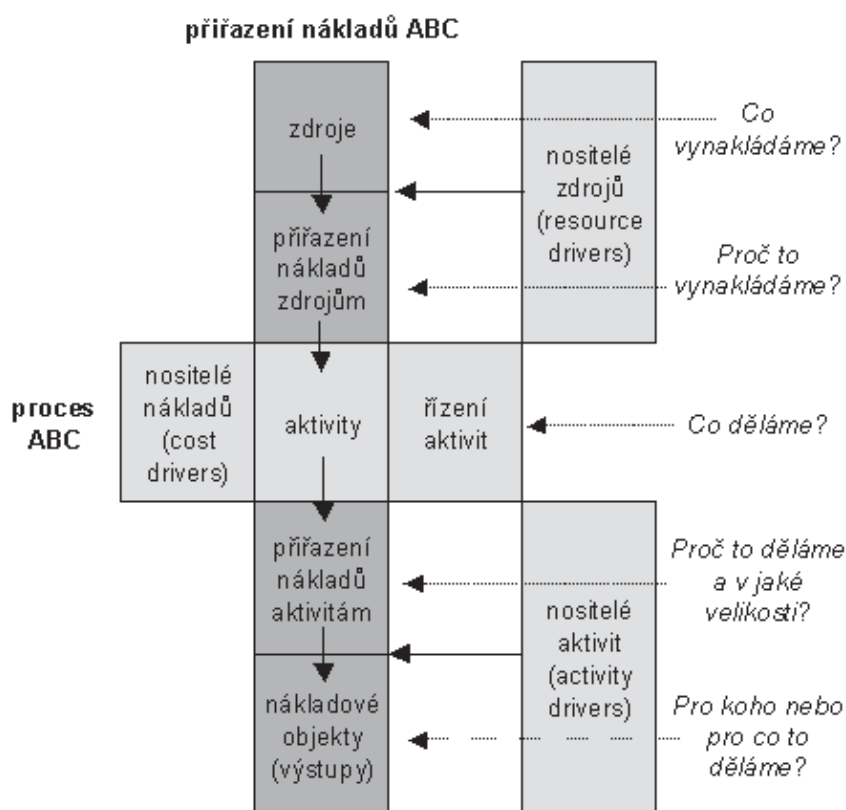 přiřazení nákladů ABC
zdroje
nositelé
zdrojů
(resource
drivers)
Co
vynakládáme?
přiřazení
nákladů
zdrojům
Proč to
vynakládáme?
proces
ABC
nositelé
nákladů
(cost
drivers)
aktivity
řízení
aktivit
Co děláme?
přiřazení
nákladů
aktivitám
nositelé
aktivit
(activity
drivers)
Proč to děláme
a v jaké
velikosti?
nákladové
objekty
(výstupy)
Pro koho nebo
pro co to
děláme?